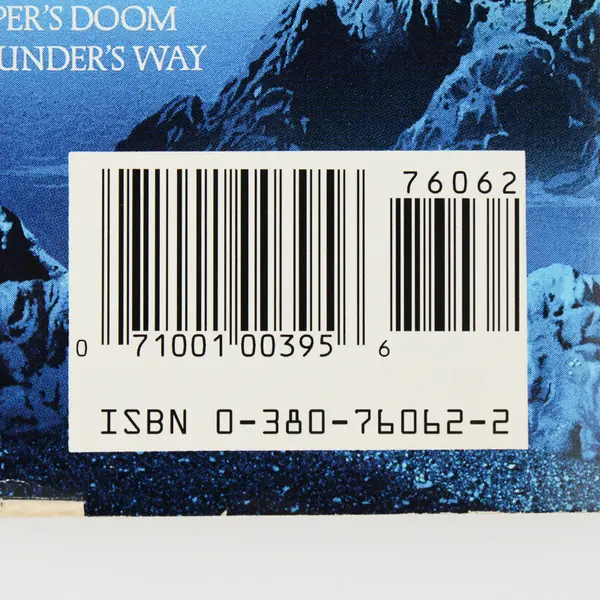 PER'S DOOM
UNDER'S WAY
76062
0 71001 00395 6
ISBN 0-380-76062-2